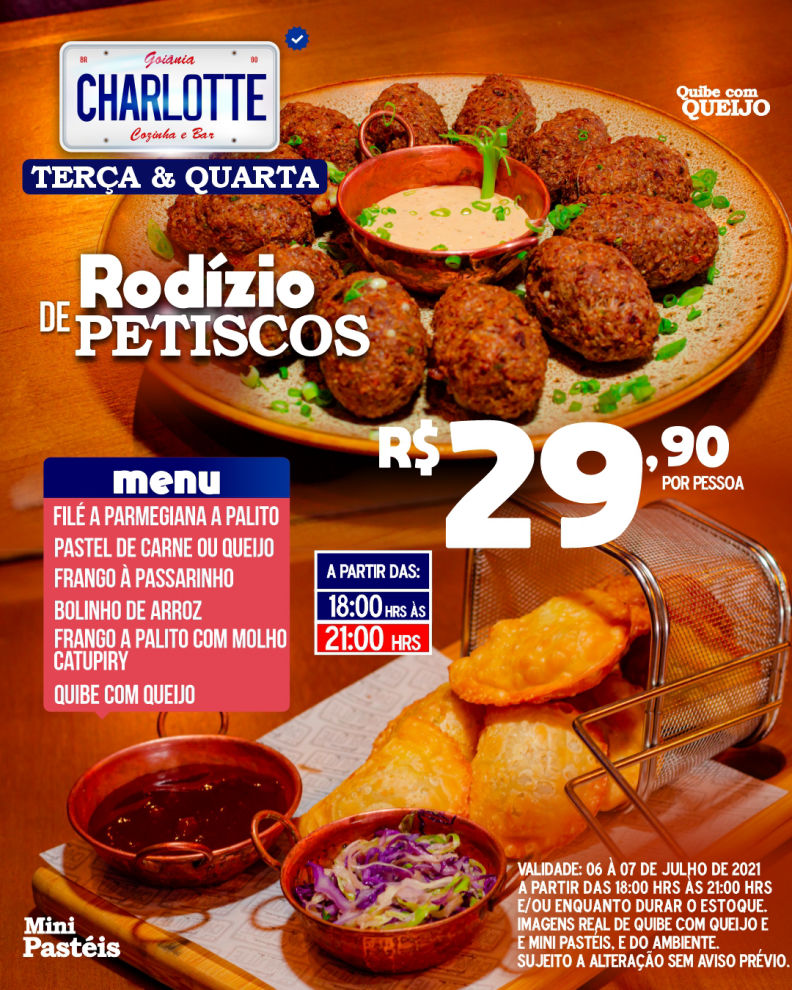 BR Goiânia 00
CHARLOTTE
Cozinha e Bar
TERÇA & QUARTA
Quibe com
QUEIJO
Rodízio
DE PETISCOS
R$ 29,90
POR PESSOA
menu
FILÉ A PARMEGIANA A PALITO
PASTEL DE CARNE OU QUEIJO
FRANGO À PASSARINHO
BOLINHO DE ARROZ
FRANGO A PALITO COM MOLHO
CATUPIRY
QUIBE COM QUEIJO
A PARTIR DAS:
18:00 HRS ÀS
21:00 HRS
Mini
Pastéis
VALIDADE: 06 À 07 DE JULHO DE 2021
A PARTIR DAS 18:00 HRS ÀS 21:00 HRS
E/OU ENQUANTO DURAR O ESTOQUE.
IMAGENS REAL DE QUIBE COM QUEIJO E
E MINI PASTÉIS, E DO AMBIENTE.
SUJEITO A ALTERAÇÃO SEM AVISO PRÉVIO.